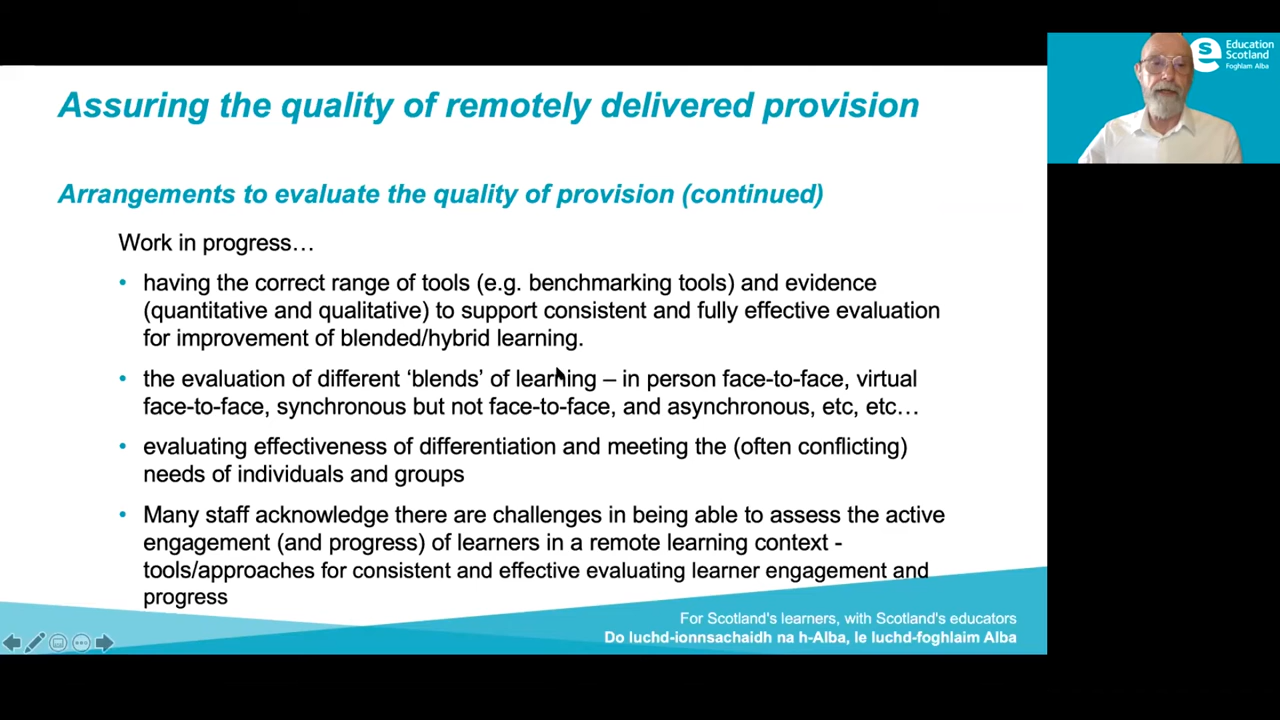 Assuring the quality of remotely delivered provision
Arrangements to evaluate the quality of provision (continued)
Work in progress…
• having the correct range of tools (e.g. benchmarking tools) and evidence
(quantitative and qualitative) to support consistent and fully effective evaluation
for improvement of blended/hybrid learning.
• the evaluation of different ‘blends’ of learning – in person face-to-face, virtual
face-to-face, synchronous but not face-to-face, and asynchronous, etc, etc…
• evaluating effectiveness of differentiation and meeting the (often conflicting)
needs of individuals and groups
• Many staff acknowledge there are challenges in being able to assess the active
engagement (and progress) of learners in a remote learning context -
tools/approaches for consistent and effective evaluating learner engagement and
progress
For Scotland's learners, with Scotland's educators
Do luchd-ionnsachaidh na h-Alba, le luchd-foghlaim Alba
s
Education
Scotland
Foghlam Alba